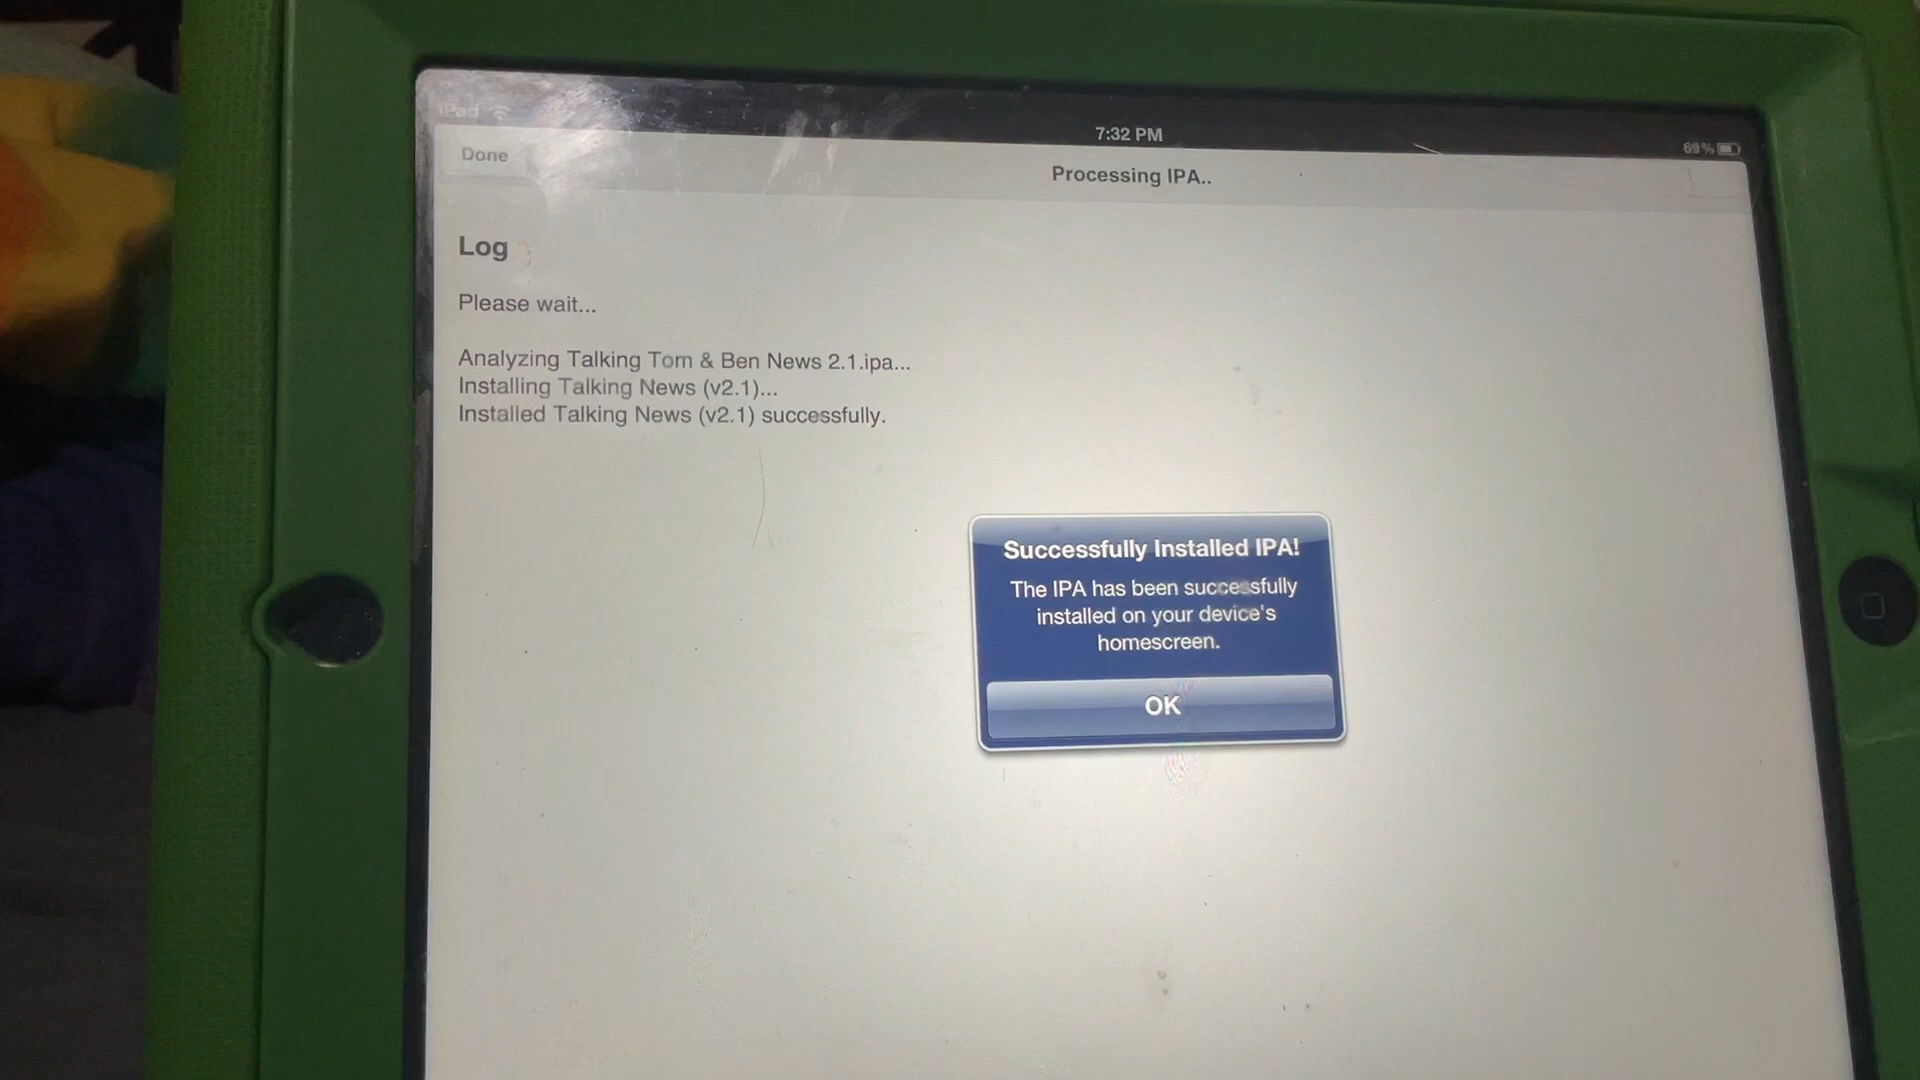 iPad
7:32 PM
69%
Done
Processing IPA..
Log
Please wait...
Analyzing Talking Tom & Ben News 2.1.ipa...
Installing Talking News (v2.1)...
Installed Talking News (v2.1) successfully.
Successfully Installed IPA!
The IPA has been successfully
installed on your device's
homescreen.
OK